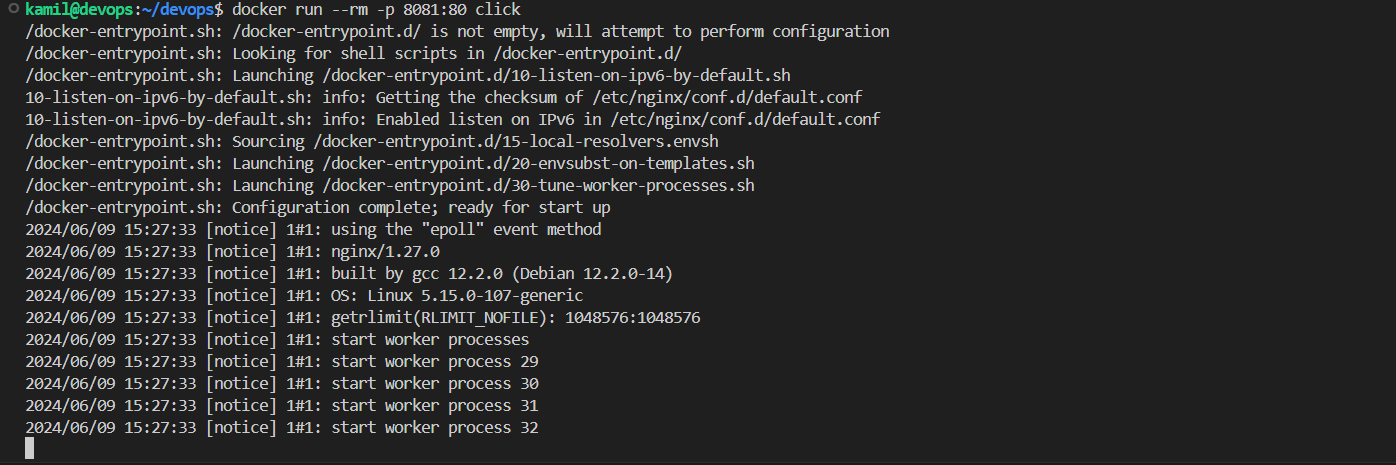 kamil@devops:~/devops$ docker run --rm -p 8081:80 click
/docker-entrypoint.sh: /docker-entrypoint.d/ is not empty, will attempt to perform configuration
/docker-entrypoint.sh: Looking for shell scripts in /docker-entrypoint.d/
/docker-entrypoint.sh: Launching /docker-entrypoint.d/10-listen-on-ipv6-by-default.sh
10-listen-on-ipv6-by-default.sh: info: Getting the checksum of /etc/nginx/conf.d/default.conf
10-listen-on-ipv6-by-default.sh: info: Enabled listen on IPv6 in /etc/nginx/conf.d/default.conf
/docker-entrypoint.sh: Sourcing /docker-entrypoint.d/15-local-resolvers.envsh
/docker-entrypoint.sh: Launching /docker-entrypoint.d/20-envsubst-on-templates.sh
/docker-entrypoint.sh: Launching /docker-entrypoint.d/30-tune-worker-processes.sh
/docker-entrypoint.sh: Configuration complete; ready for start up
2024/06/09 15:27:33 [notice] 1#1: using the "epoll" event method
2024/06/09 15:27:33 [notice] 1#1: nginx/1.27.0
2024/06/09 15:27:33 [notice] 1#1: built by gcc 12.2.0 (Debian 12.2.0-14)
2024/06/09 15:27:33 [notice] 1#1: OS: Linux 5.15.0-107-generic
2024/06/09 15:27:33 [notice] 1#1: getrlimit(RLIMIT_NOFILE): 1048576:1048576
2024/06/09 15:27:33 [notice] 1#1: start worker processes
2024/06/09 15:27:33 [notice] 1#1: start worker process 29
2024/06/09 15:27:33 [notice] 1#1: start worker process 30
2024/06/09 15:27:33 [notice] 1#1: start worker process 31
2024/06/09 15:27:33 [notice] 1#1: start worker process 32